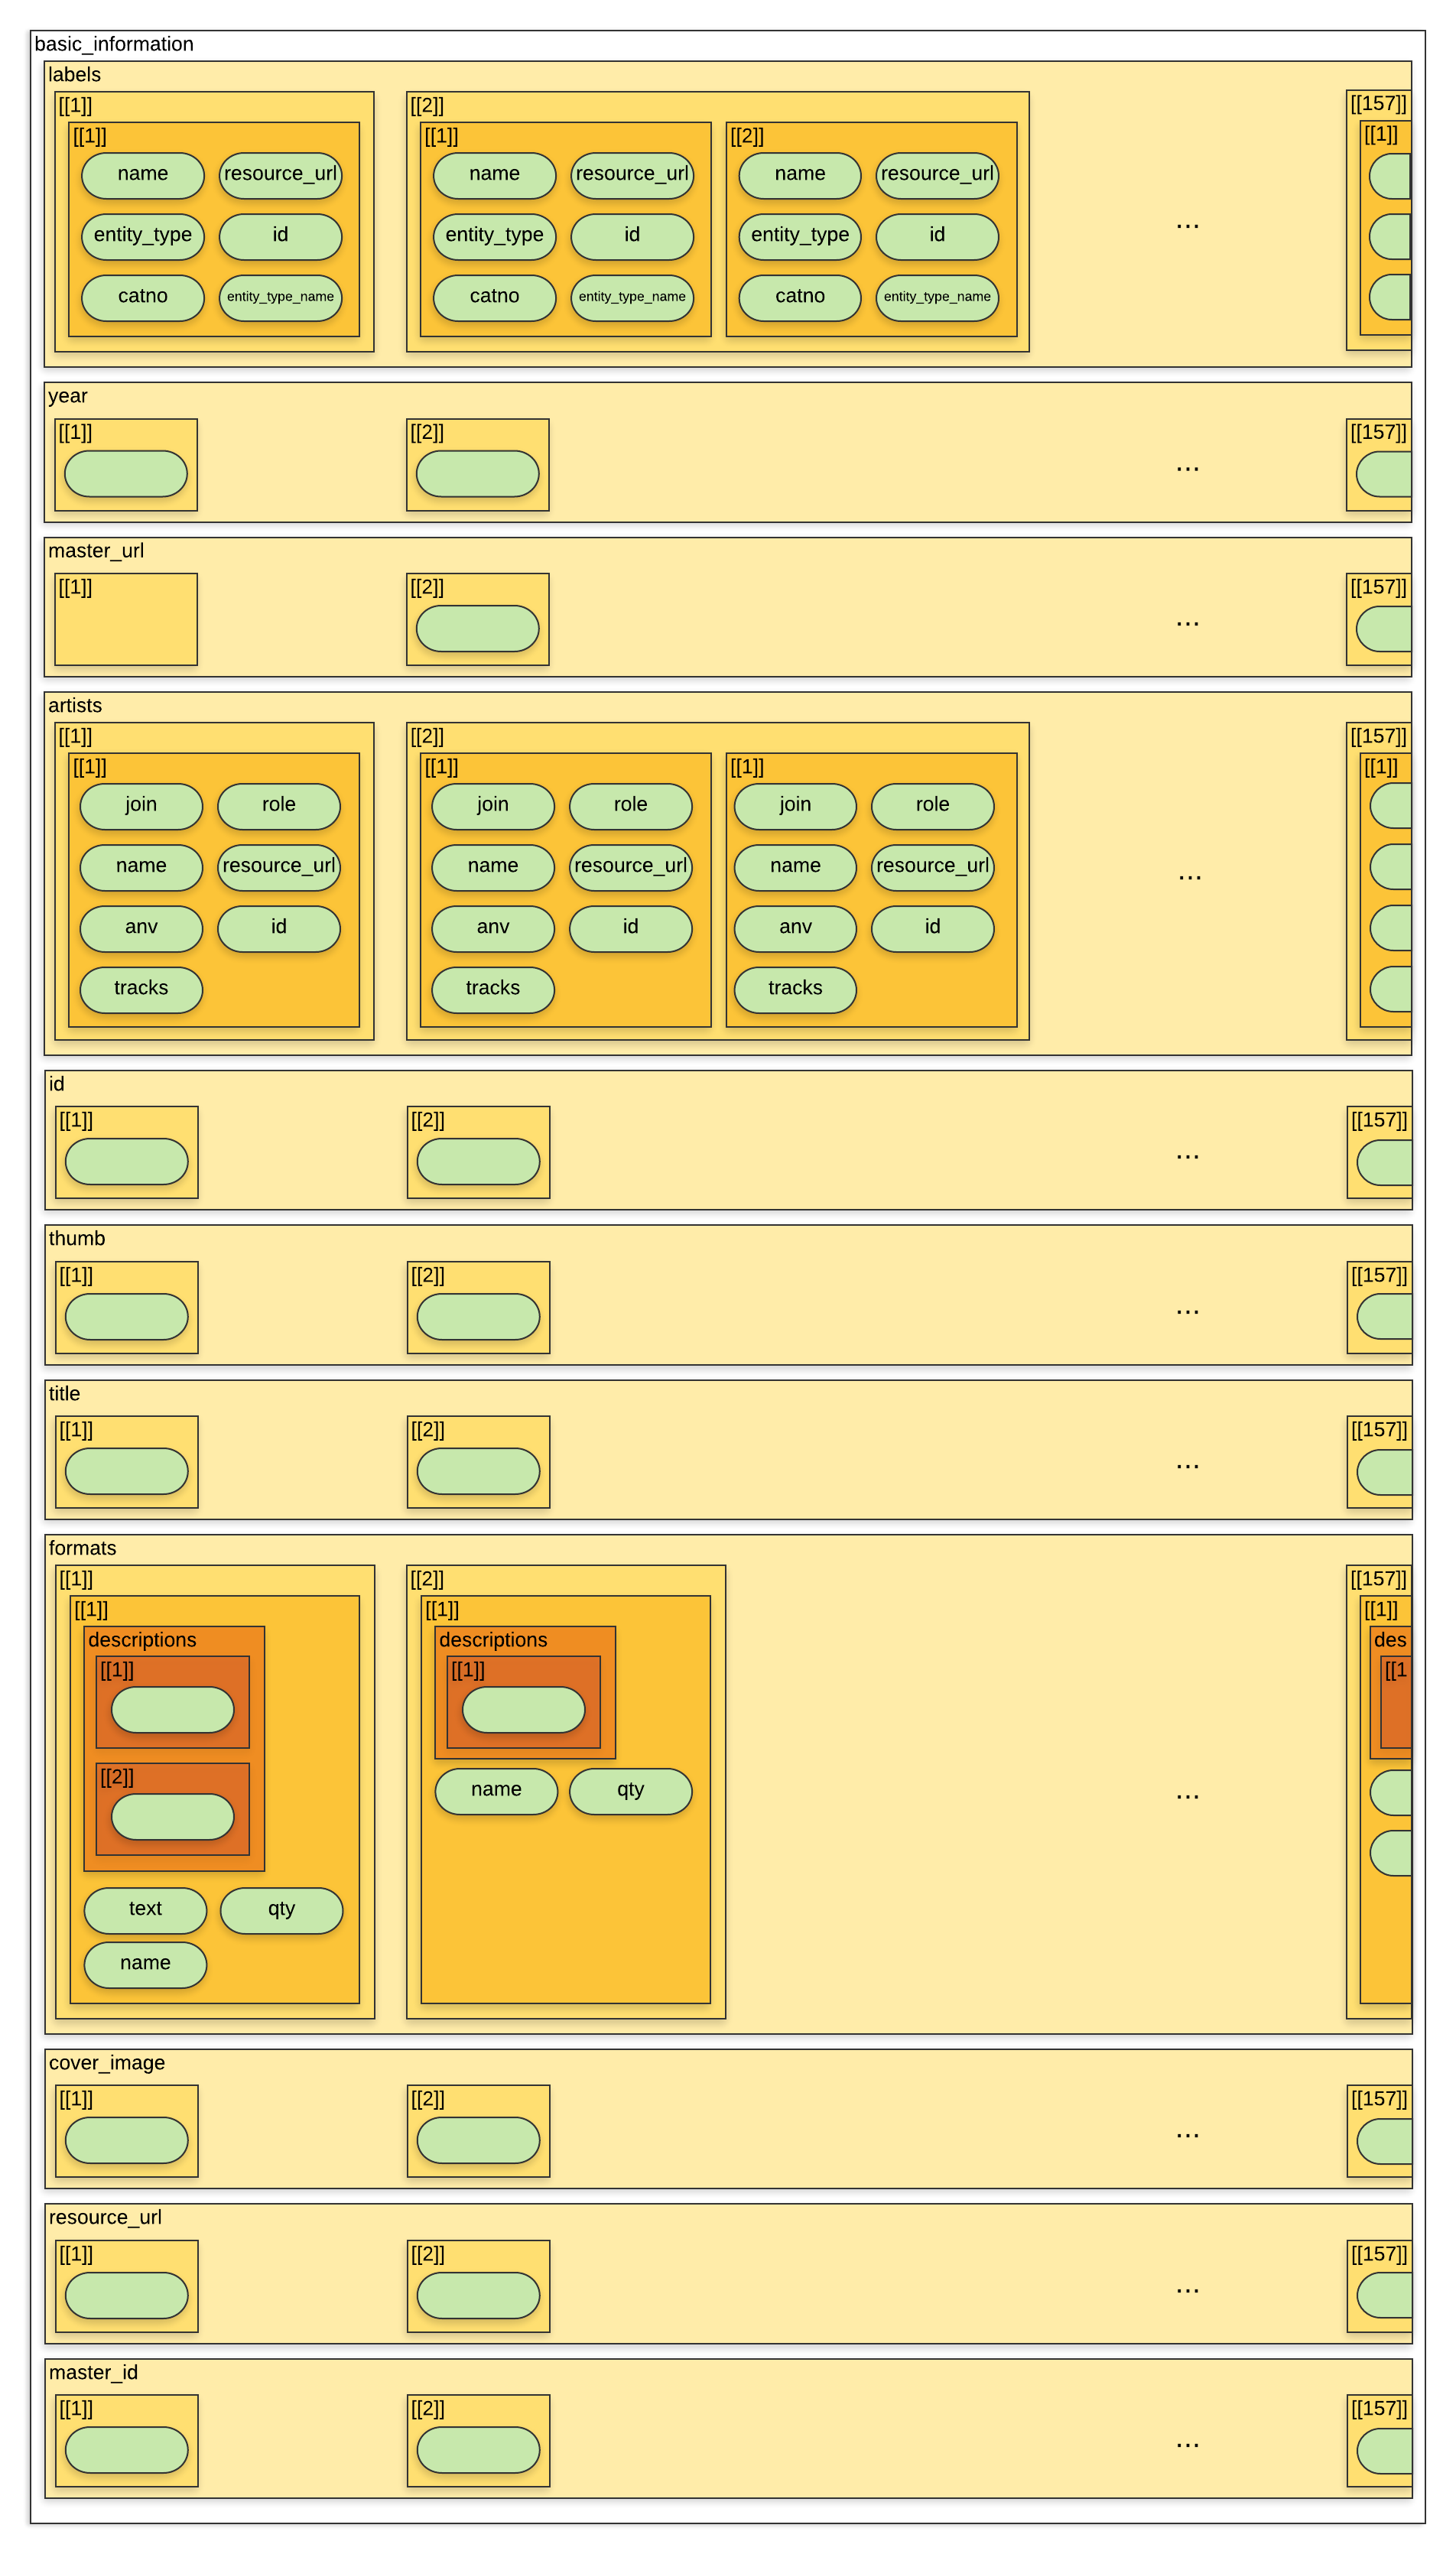 basic_information
labels
[[1]] [[2]] [[157]]
[[1]] [[1]] [[2]] [[1]]
name resource_url name resource_url name resource_url
entity_type id entity_type id entity_type id
...
catno entity_type_name catno entity_type_name catno entity_type_name
year
[[1]] [[2]] [[157]]
...
master_url
[[1]] [[2]] [[157]]
...
artists
[[1]] [[2]] [[157]]
[[1]] [[1]] [[1]] [[1]]
join role join role join role
name resource_url name resource_url name resource_url
...
anv id anv id anv id
tracks tracks tracks
id
[[1]] [[2]] [[157]]
...
thumb
[[1]] [[2]] [[157]]
...
title
[[1]] [[2]] [[157]]
...
formats
[[1]] [[2]] [[157]]
[[1]] [[1]] [[1]]
descriptions descriptions des
[[1]] [[1]] [[1
[[2]]
name qty
...
text qty
name
cover_image
[[1]] [[2]] [[157]]
...
resource_url
[[1]] [[2]] [[157]]
...
master_id
[[1]] [[2]] [[157]]
...